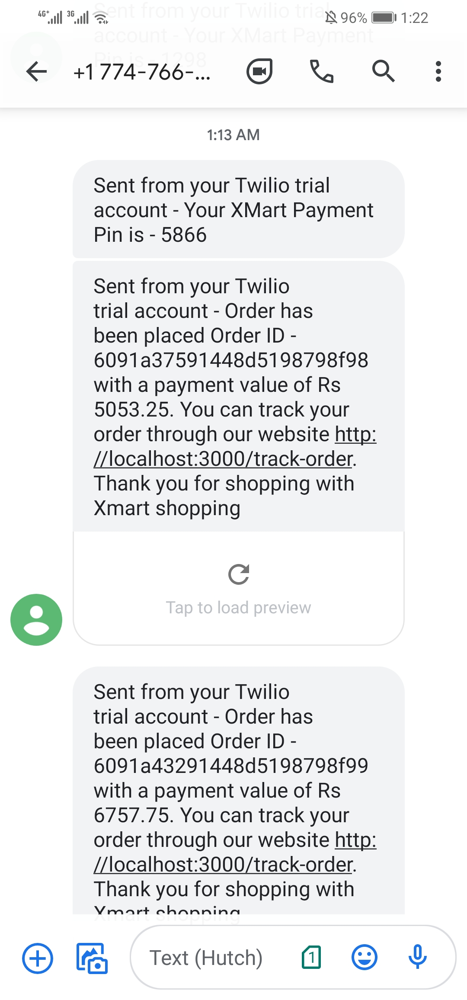 Sent from your Twilio trial
4G+ 3G 96% 1:22
account - Your XMart Payment
Pin is - 1298
+1 774-766-...
1:13 AM
Sent from your Twilio trial
account - Your XMart Payment
Pin is - 5866
Sent from your Twilio
trial account - Order has
been placed Order ID -
6091a37591448d5198798f98
with a payment value of Rs
5053.25. You can track your
order through our website http:
//localhost:3000/track-order.
Thank you for shopping with
Xmart shopping
Tap to load preview
Sent from your Twilio
trial account - Order has
been placed Order ID -
6091a43291448d5198798f99
with a payment value of Rs
6757.75. You can track your
order through our website http:
//localhost:3000/track-order.
Thank you for shopping with
Xmart shopping
Text (Hutch) 1